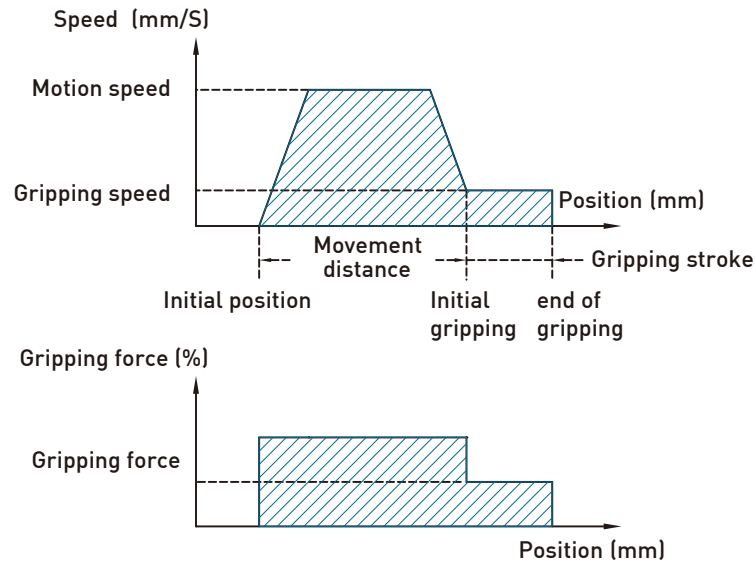 Speed (mm/S)
Motion speed
Gripping speed
Position (mm)
Movement
distance
Gripping stroke
Initial position
Initial
gripping
end of
gripping
Gripping force (%)
Gripping force
Position (mm)